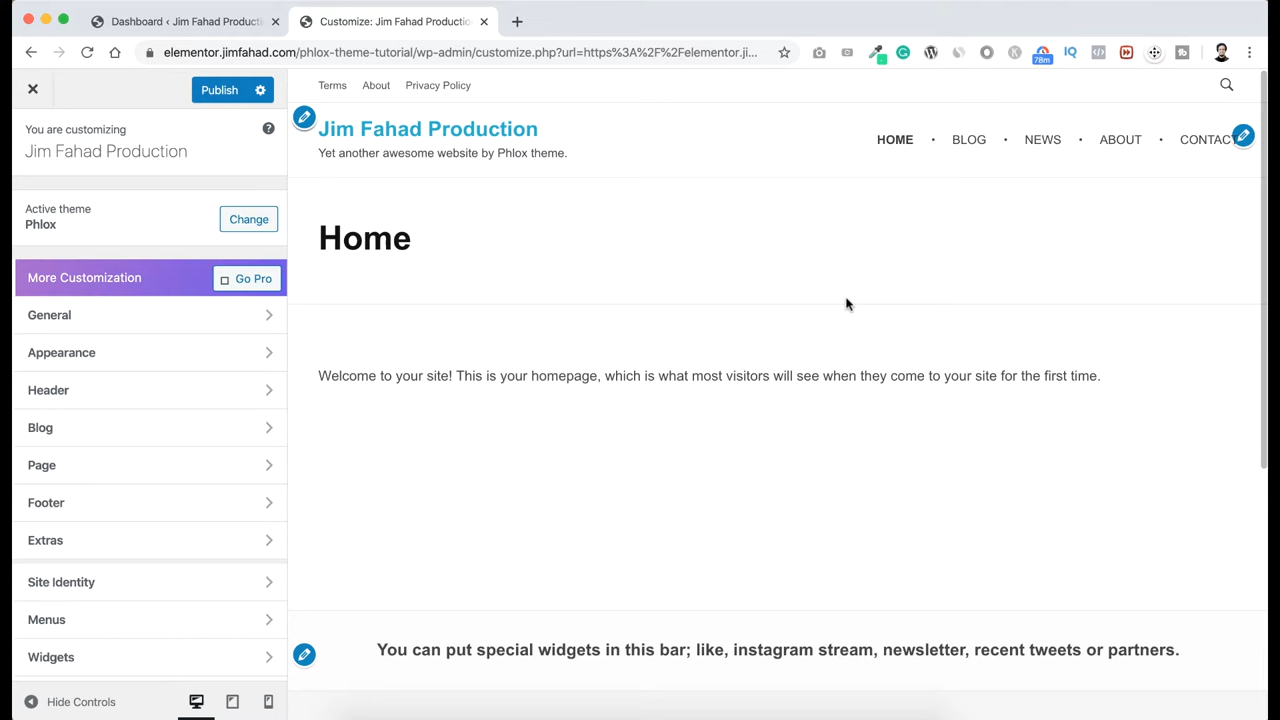 Dashboard ‹ Jim Fahad Producti
Customize: Jim Fahad Productio
elementor.jimfahad.com/phlox-theme-tutorial/wp-admin/customize.php?url=https%3A%2F%2Felementor.ji...
78m
IQ
Publish
You are customizing
Jim Fahad Production
Active theme
Phlox
Change
More Customization
Go Pro
General
Appearance
Header
Blog
Page
Footer
Extras
Site Identity
Menus
Widgets
Hide Controls
Terms About Privacy Policy
Jim Fahad Production
Yet another awesome website by Phlox theme.
HOME • BLOG • NEWS • ABOUT • CONTACT
Home
Welcome to your site! This is your homepage, which is what most visitors will see when they come to your site for the first time.
You can put special widgets in this bar; like, instagram stream, newsletter, recent tweets or partners.